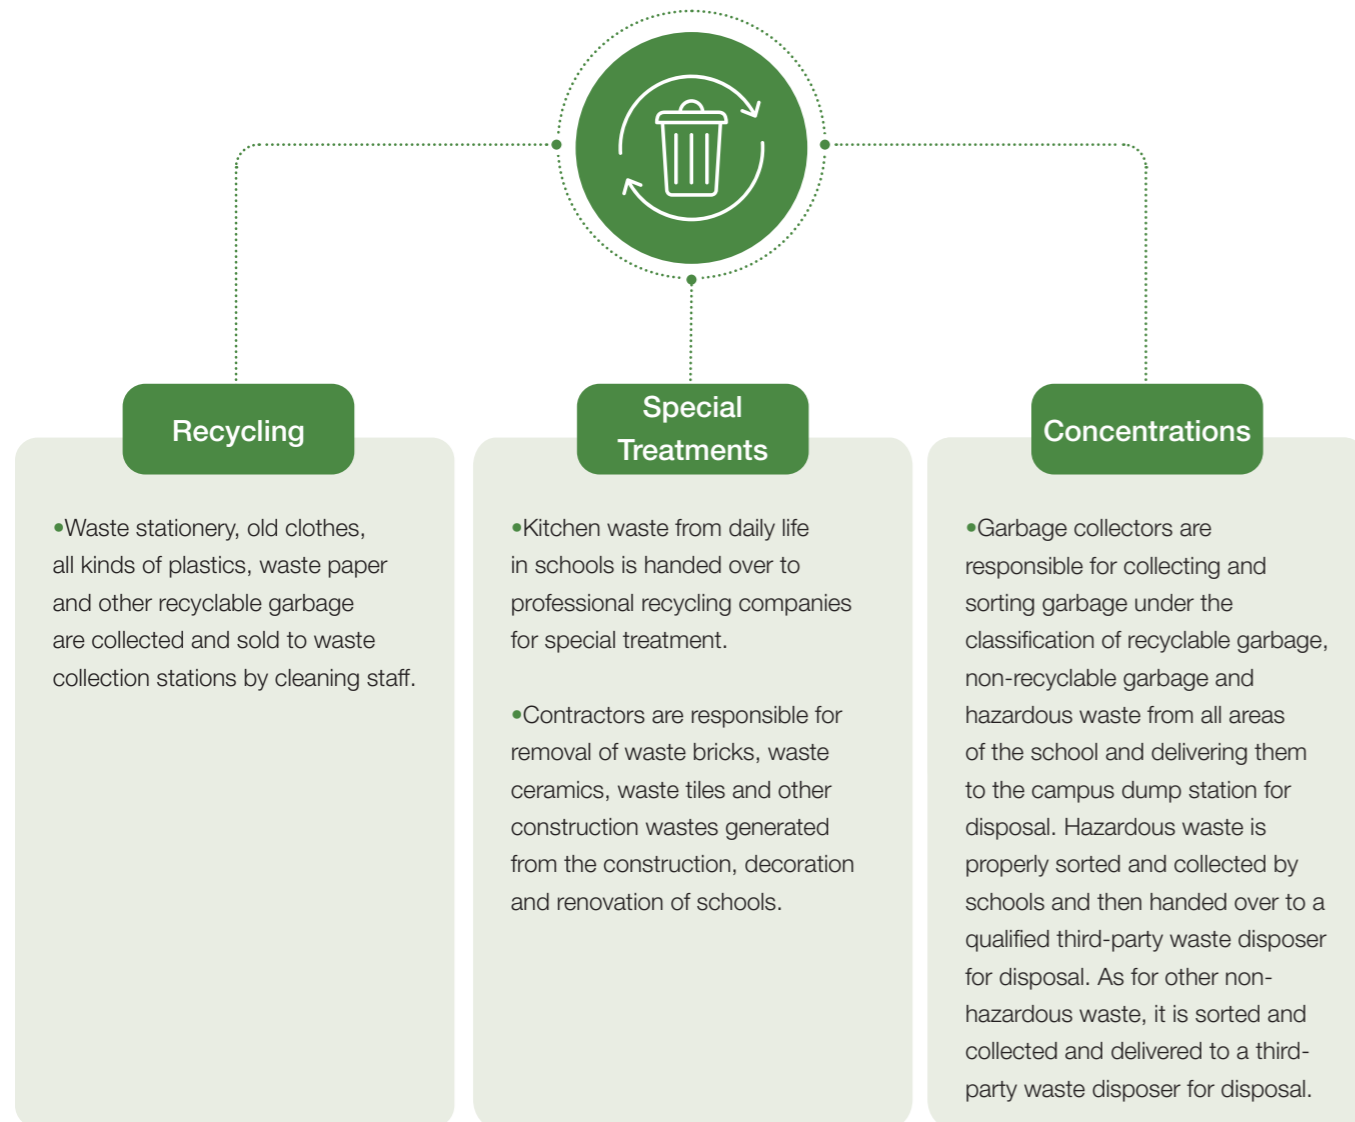 Recycling
•Waste stationery, old clothes,
all kinds of plastics, waste paper
and other recyclable garbage
are collected and sold to waste
collection stations by cleaning staff.
Special
Treatments
•Kitchen waste from daily life
in schools is handed over to
professional recycling companies
for special treatment.
•Contractors are responsible for
removal of waste bricks, waste
ceramics, waste tiles and other
construction wastes generated
from the construction, decoration
and renovation of schools.
Concentrations
•Garbage collectors are
responsible for collecting and
sorting garbage under the
classification of recyclable garbage,
non-recyclable garbage and
hazardous waste from all areas
of the school and delivering them
to the campus dump station for
disposal. Hazardous waste is
properly sorted and collected by
schools and then handed over to a
qualified third-party waste disposer
for disposal. As for other non-
hazardous waste, it is sorted and
collected and delivered to a third-
party waste disposer for disposal.